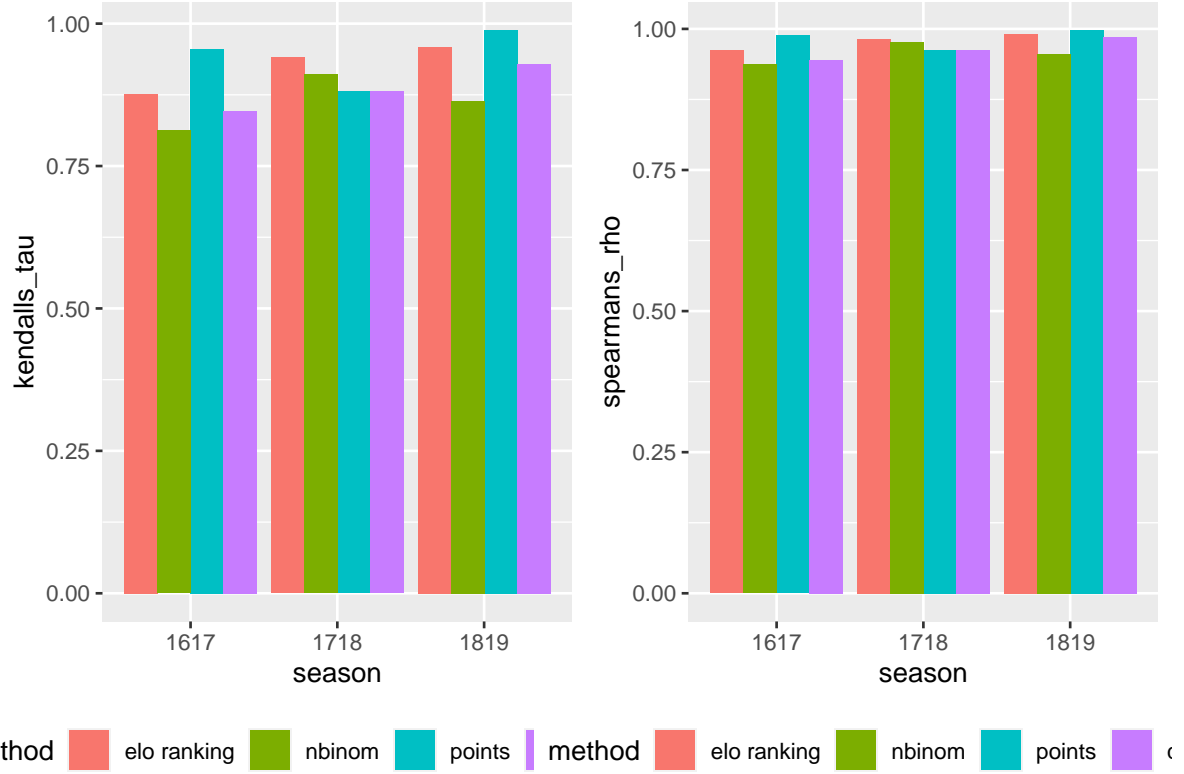 1.00
0.75
0.50
0.25
0.00
kendalls_tau
1617 1718 1819
season
1.00
0.75
0.50
0.25
0.00
spearmans_rho
1617 1718 1819
season
thod elo ranking nbinom points
method elo ranking nbinom points